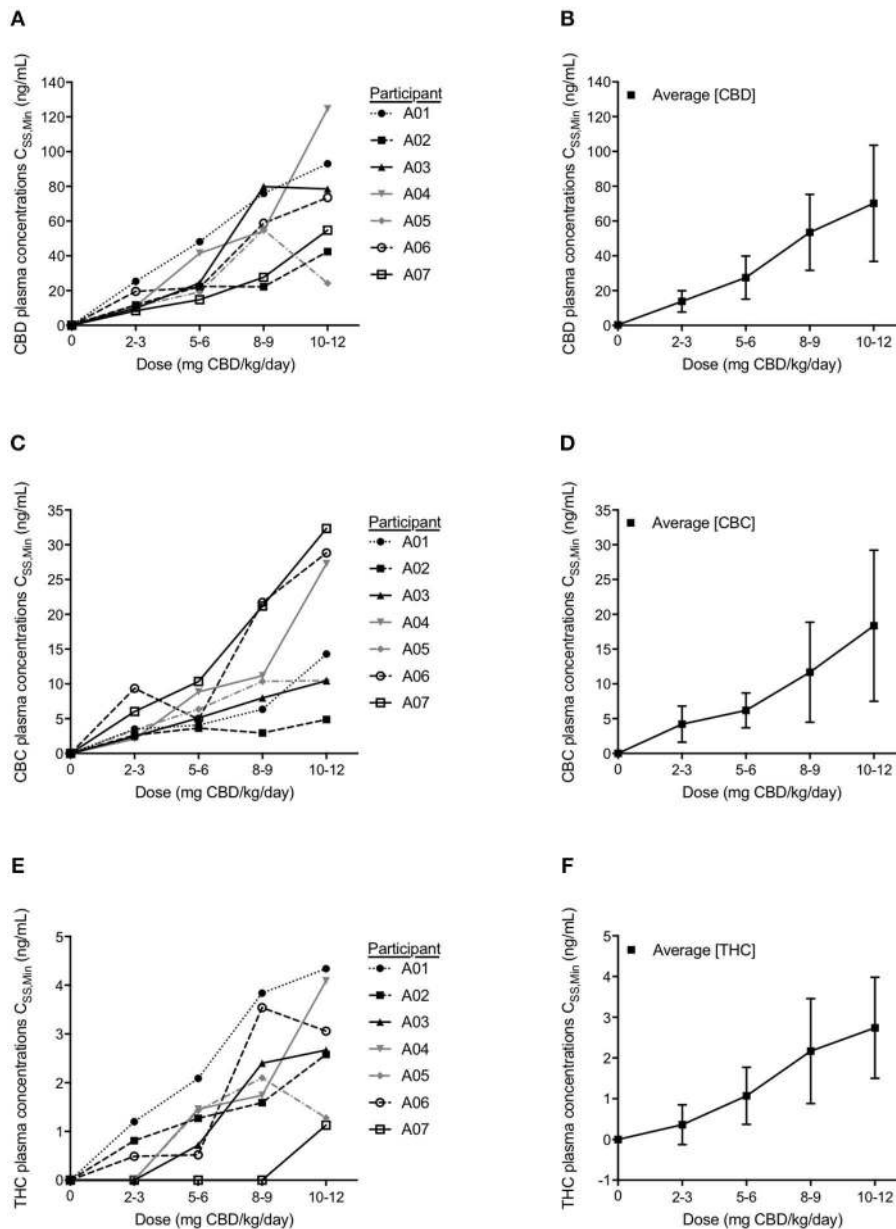 A
CBD plasma concentrations C_SS,Min (ng/mL)
140
120
100
80
60
40
20
0
0 2-3 5-6 8-9 10-12
Dose (mg CBD/kg/day)
Participant
A01
A02
A03
A04
A05
A06
A07
B
CBD plasma concentrations C_SS,Min (ng/mL)
140
120
100
80
60
40
20
0
0 2-3 5-6 8-9 10-12
Dose (mg CBD/kg/day)
Average [CBD]
C
CBC plasma concentrations C_SS,Min (ng/mL)
35
30
25
20
15
10
5
0
0 2-3 5-6 8-9 10-12
Dose (mg CBD/kg/day)
Participant
A01
A02
A03
A04
A05
A06
A07
D
CBC plasma concentrations C_SS,Min (ng/mL)
35
30
25
20
15
10
5
0
0 2-3 5-6 8-9 10-12
Dose (mg CBD/kg/day)
Average [CBC]
E
THC plasma concentrations C_SS,Min (ng/mL)
5
4
3
2
1
0
0 2-3 5-6 8-9 10-12
Dose (mg CBD/kg/day)
Participant
A01
A02
A03
A04
A05
A06
A07
F
THC plasma concentrations C_SS,Min (ng/mL)
5
4
3
2
1
0
-1
0 2-3 5-6 8-9 10-12
Dose (mg CBD/kg/day)
Average [THC]